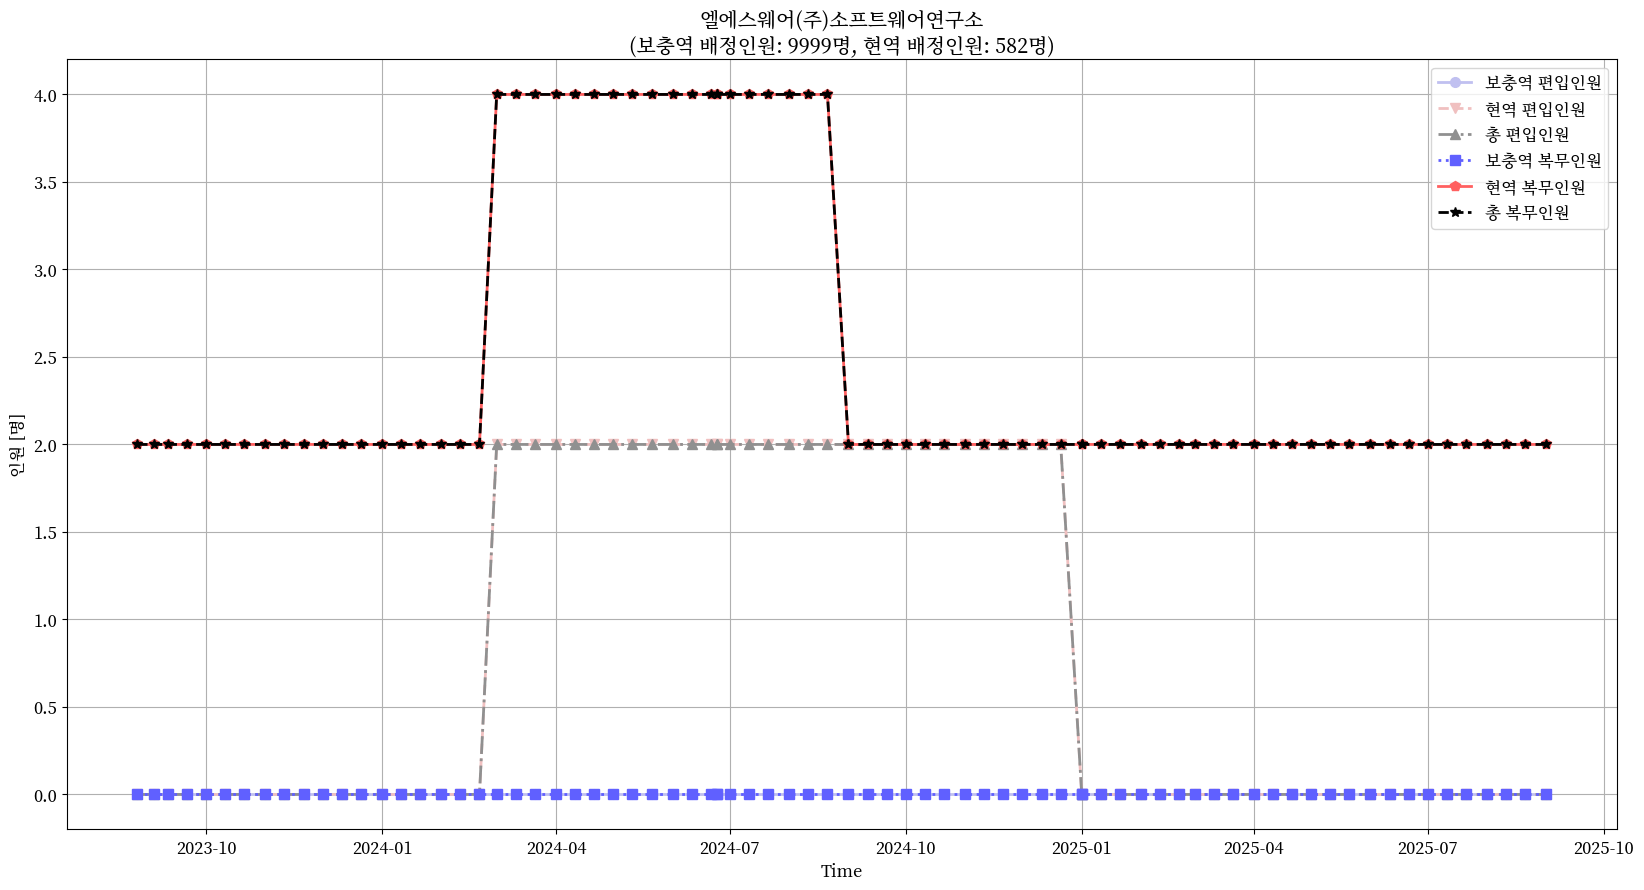 엘에스웨어(주)소프트웨어연구소
(보충역 배정인원: 9999명, 현역 배정인원: 582명)
보충역 편입인원
현역 편입인원
총 편입인원
보충역 복무인원
현역 복무인원
총 복무인원
인원 [명]
4.0
3.5
3.0
2.5
2.0
1.5
1.0
0.5
0.0
2023-10
2024-01
2024-04
2024-07
2024-10
2025-01
2025-04
2025-07
2025-10
Time